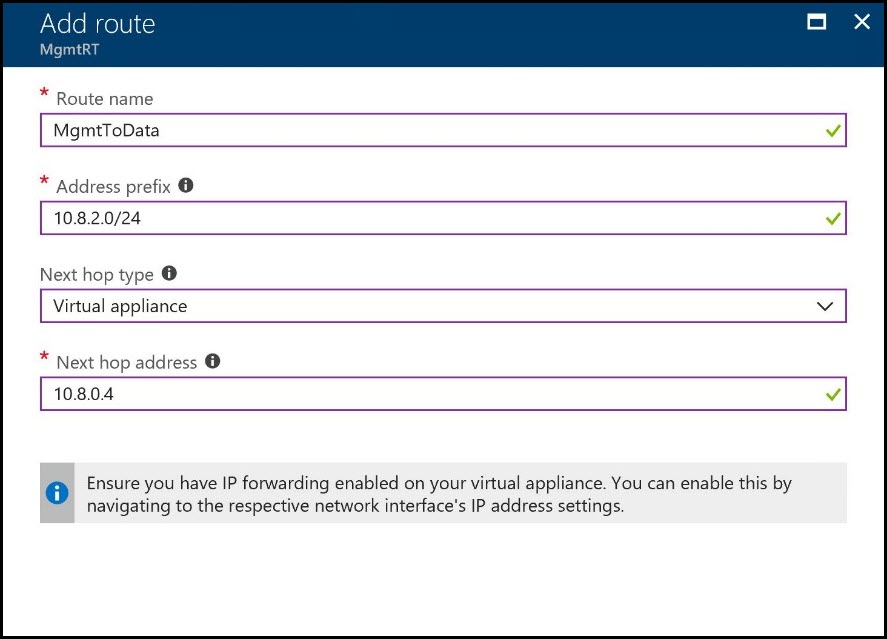 Add route
MgmtRT
* Route name
MgmtToData
* Address prefix
10.8.2.0/24
Next hop type
Virtual appliance
* Next hop address
10.8.0.4
Ensure you have IP forwarding enabled on your virtual appliance. You can enable this by
navigating to the respective network interface's IP address settings.